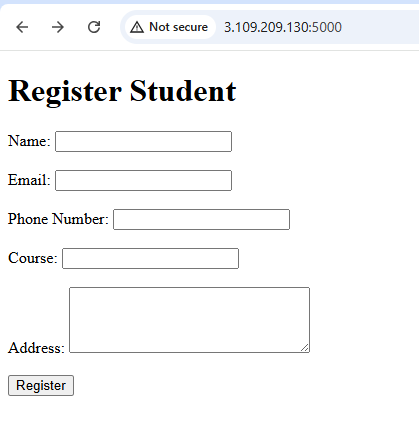 Not secure 3.109.209.130:5000
Register Student
Name:
Email:
Phone Number:
Course:
Address:
Register